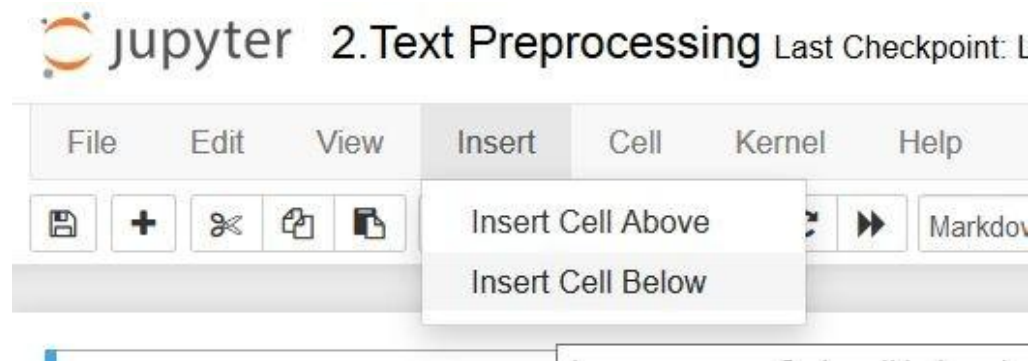 jupyter 2.Text Preprocessing Last Checkpoint:
File Edit View Insert Cell Kernel Help
Insert Cell Above
Insert Cell Below